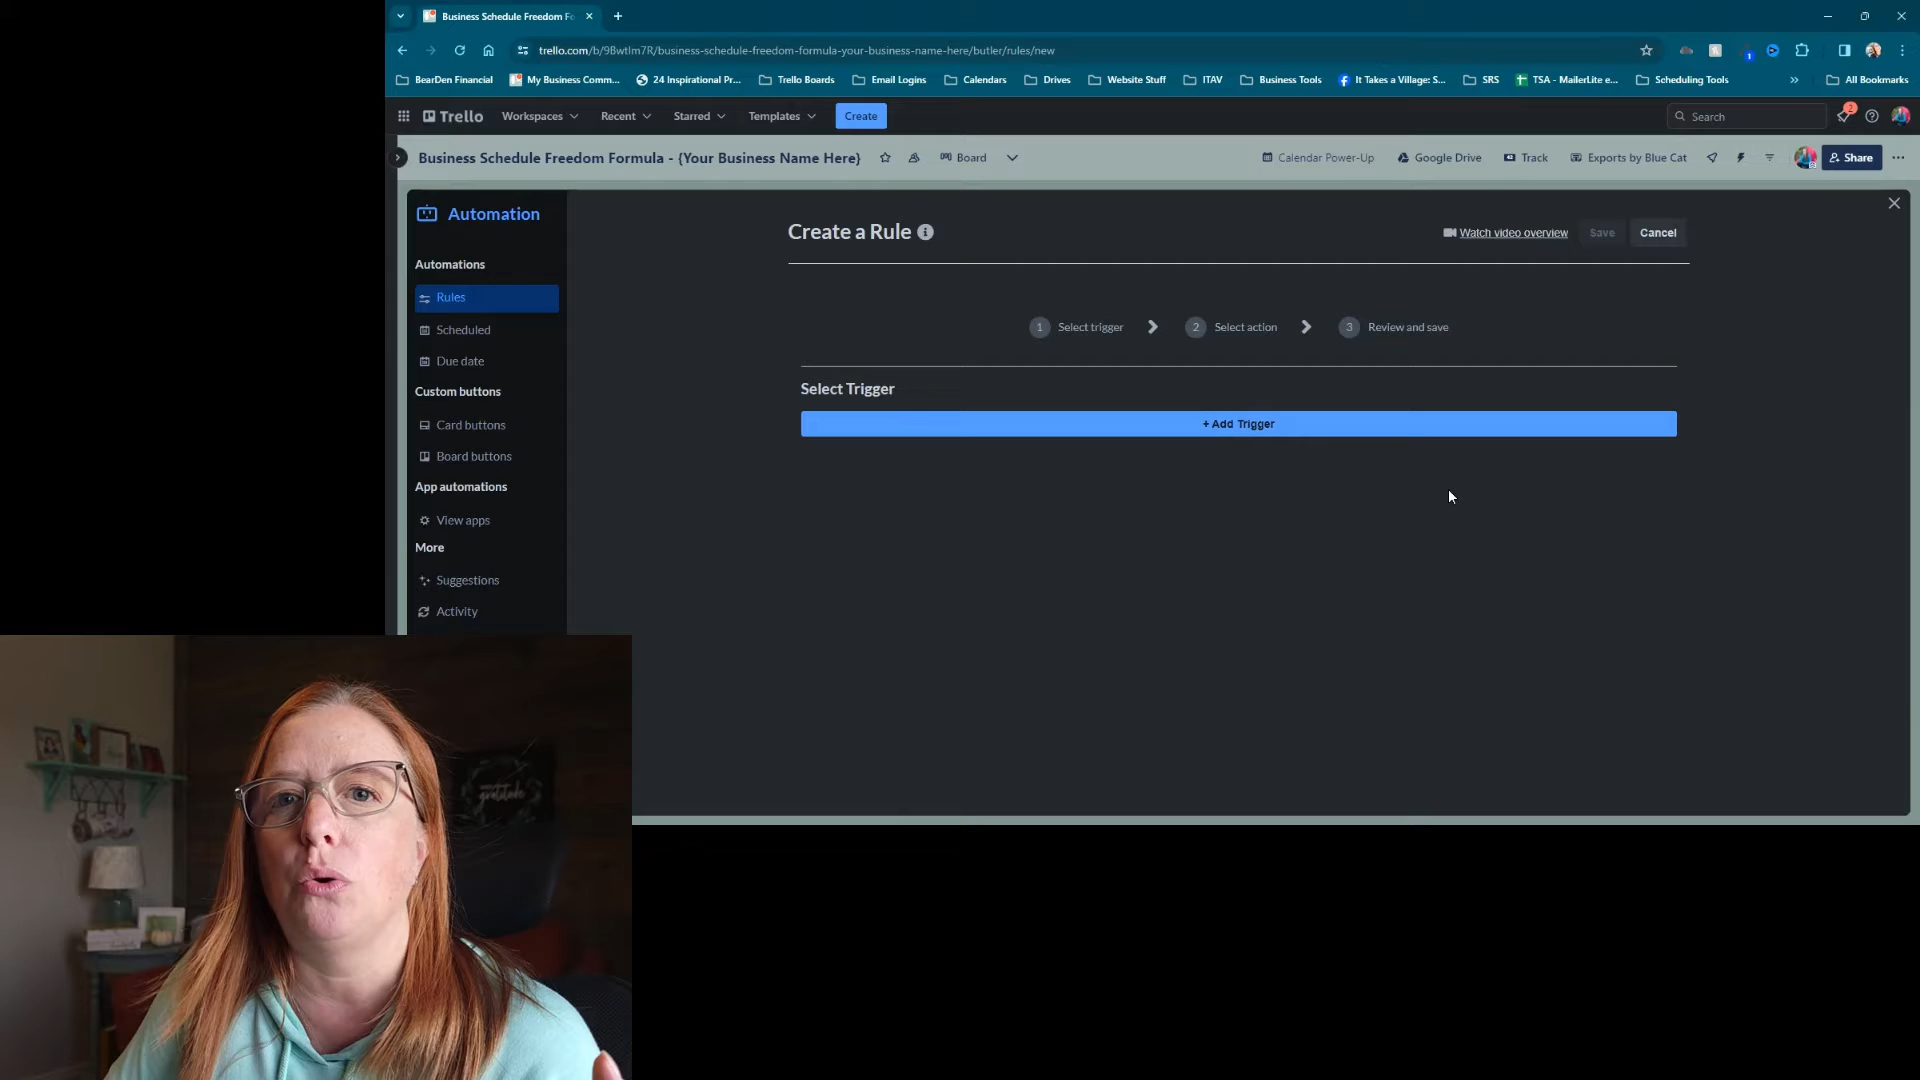 Business Schedule Freedom Fo
trello.com/b/9BwtIm7R/business-schedule-freedom-formula-your-business-name-here/butler/rules/new
1
BearDen Financial
My Business Comm...
24 Inspirational Pr...
Trello Boards
Email Logins
Calendars
Drives
Website Stuff
ITAV
Business Tools
It Takes a Village: S...
SRS
TSA - MailerLite e...
Scheduling Tools
»
All Bookmarks
Trello
Workspaces
Recent
Starred
Templates
Create
Search
2
Business Schedule Freedom Formula - {Your Business Name Here}
Board
Calendar Power-Up
Google Drive
Track
Exports by Blue Cat
Share
Automation
Automations
Rules
Scheduled
Due date
Custom buttons
Card buttons
Board buttons
App automations
View apps
More
Suggestions
Activity
Create a Rule
Watch video overview
Save
Cancel
1 Select trigger
2 Select action
3 Review and save
Select Trigger
+ Add Trigger
gratitude